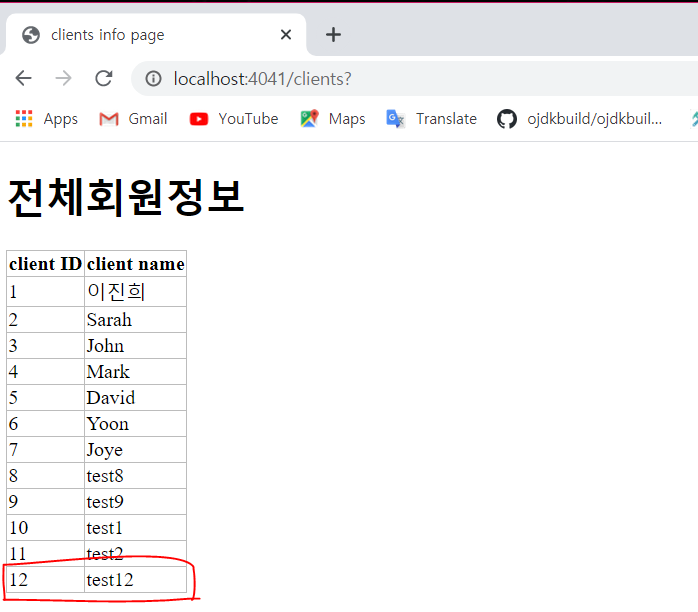 clients info page
localhost:4041/clients?
Apps Gmail YouTube Maps Translate ojdkbuild/ojdkbuil...
전체회원정보
client ID client name
1 이진희
2 Sarah
3 John
4 Mark
5 David
6 Yoon
7 Joye
8 test8
9 test9
10 test1
11 test2
12 test12